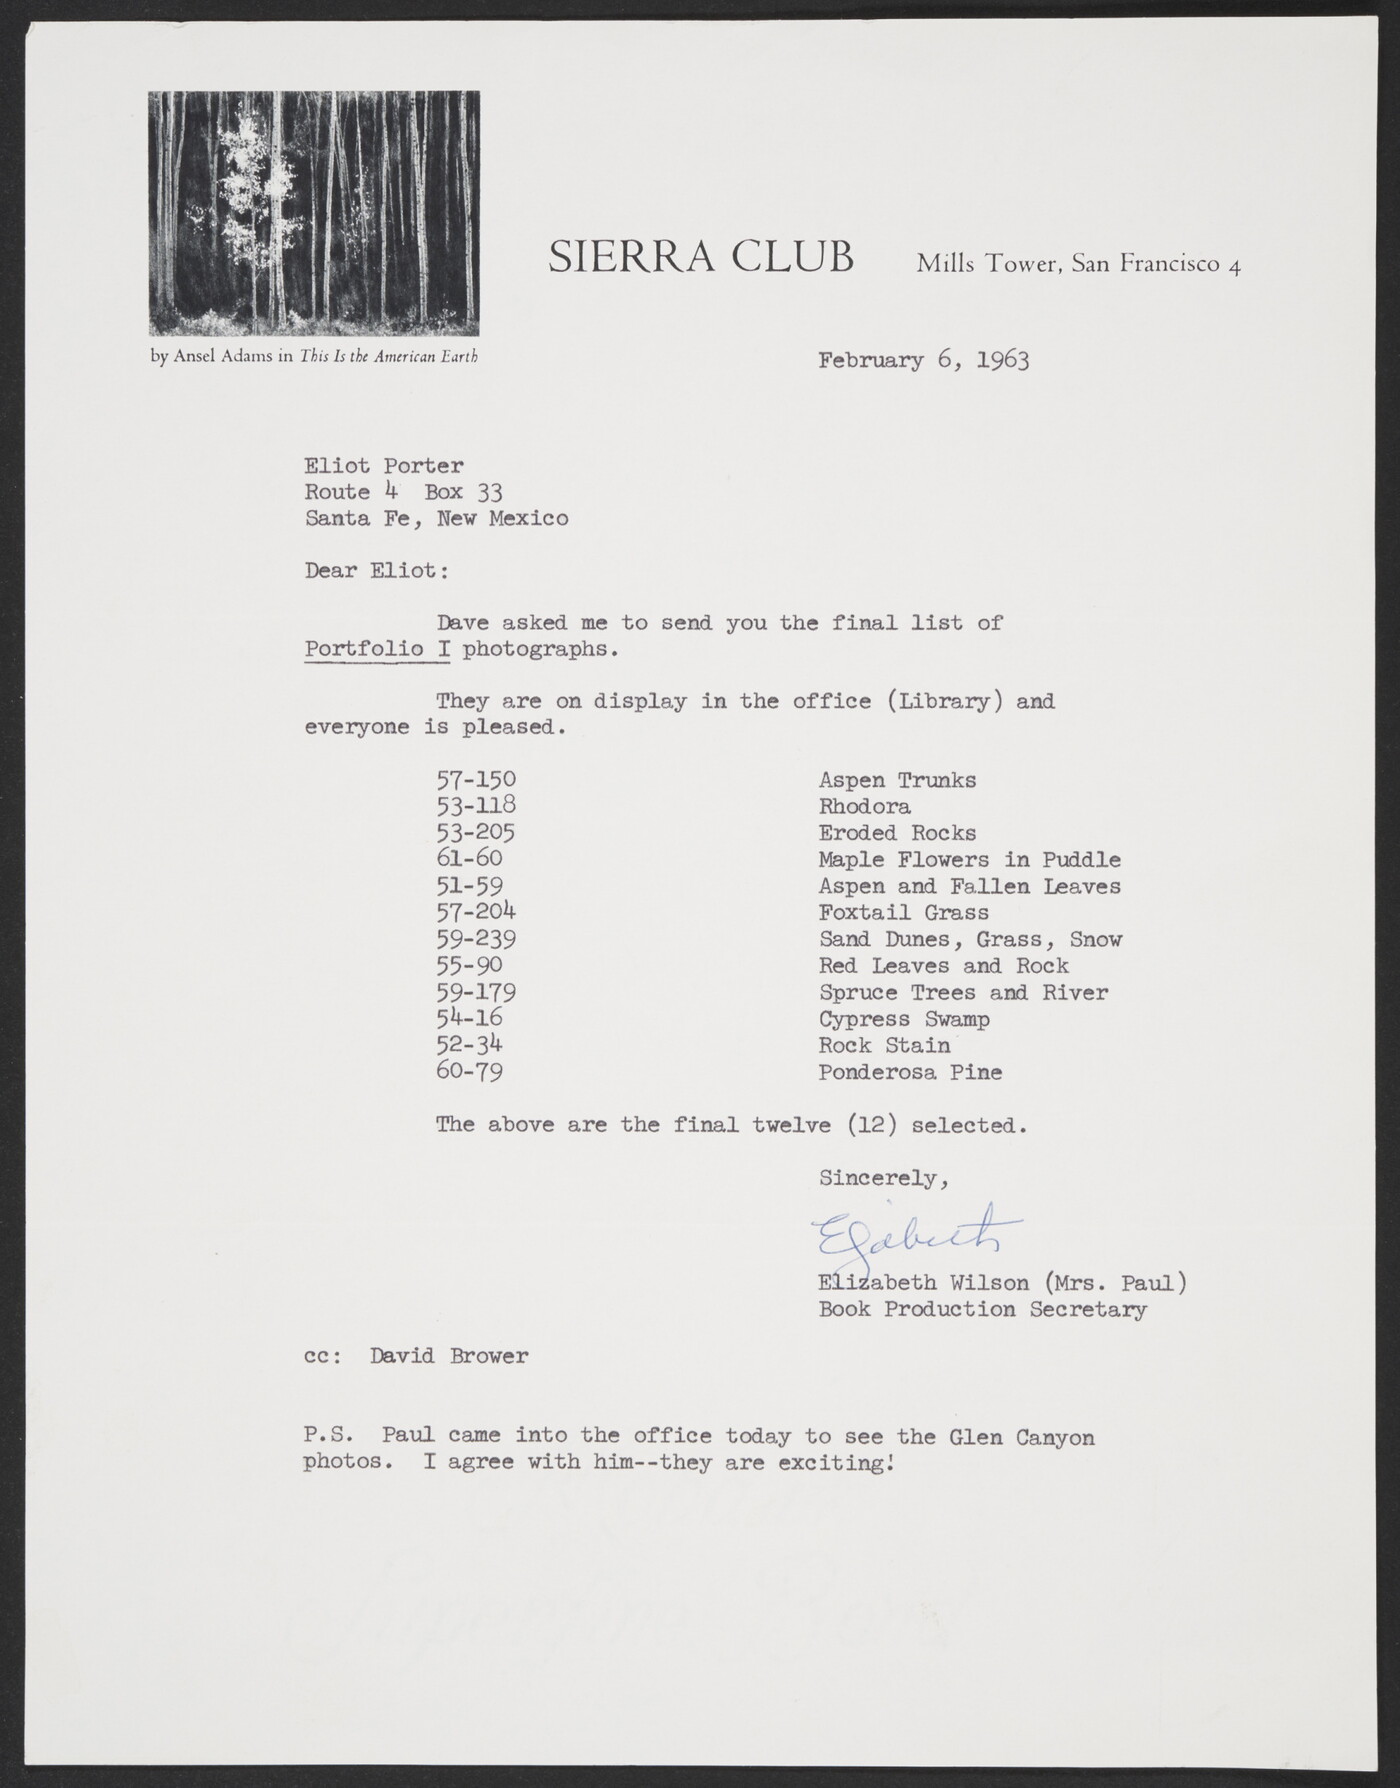 SIERRA CLUB Mills Tower, San Francisco 4
by Ansel Adams in This Is the American Earth
February 6, 1963
Eliot Porter
Route 4 Box 33
Santa Fe, New Mexico
Dear Eliot:
Dave asked me to send you the final list of
Portfolio I photographs.
They are on display in the office (Library) and
everyone is pleased.
57-150 Aspen Trunks
53-118 Rhodora
53-205 Eroded Rocks
61-60 Maple Flowers in Puddle
51-59 Aspen and Fallen Leaves
57-204 Foxtail Grass
59-239 Sand Dunes, Grass, Snow
55-90 Red Leaves and Rock
59-179 Spruce Trees and River
54-16 Cypress Swamp
52-34 Rock Stain
60-79 Ponderosa Pine
The above are the final twelve (12) selected.
Sincerely,
Elizabeth
Elizabeth Wilson (Mrs. Paul)
Book Production Secretary
cc: David Brower
P.S. Paul came into the office today to see the Glen Canyon
photos. I agree with him--they are exciting!